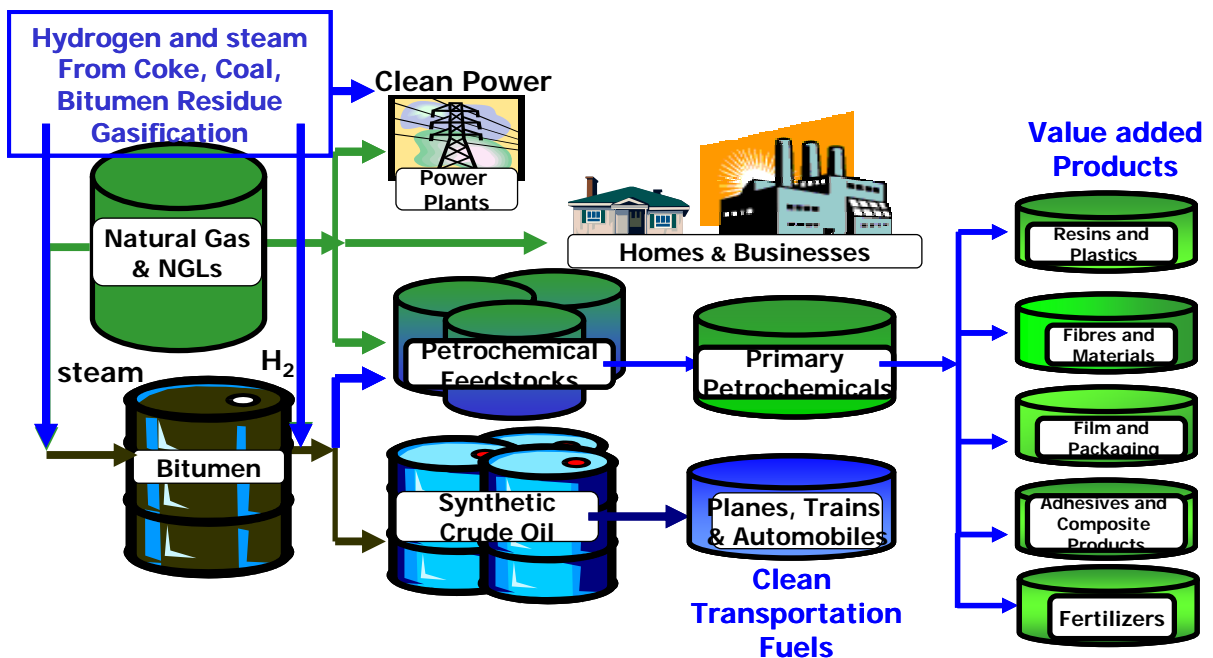 Hydrogen and steam
From Coke, Coal,
Bitumen Residue
Gasification
Clean Power
Power
Plants
Natural Gas
& NGLs
Homes & Businesses
Value added
Products
Resins and
Plastics
Fibres and
Materials
Film and
Packaging
Adhesives and
Composite
Products
Fertilizers
Petrochemical
Feedstocks
Primary
Petrochemicals
steam
H₂
Bitumen
Synthetic
Crude Oil
Planes, Trains
& Automobiles
Clean
Transportation
Fuels